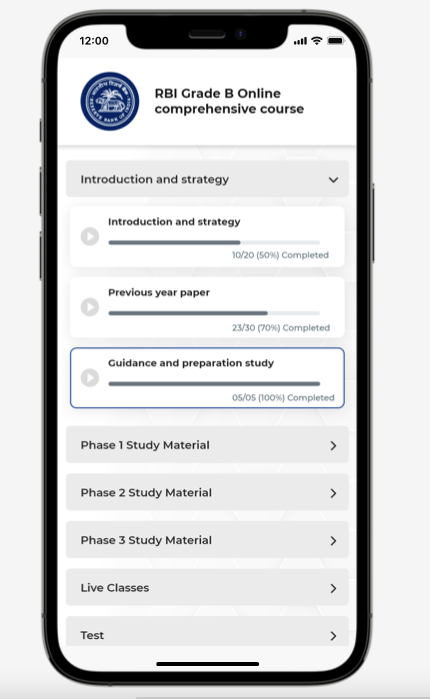 12:00
RBI Grade B Online
comprehensive course
Introduction and strategy
Introduction and strategy
10/20 (50%) Completed
Previous year paper
23/30 (70%) Completed
Guidance and preparation study
05/05 (100%) Completed
Phase 1 Study Material
Phase 2 Study Material
Phase 3 Study Material
Live Classes
Test